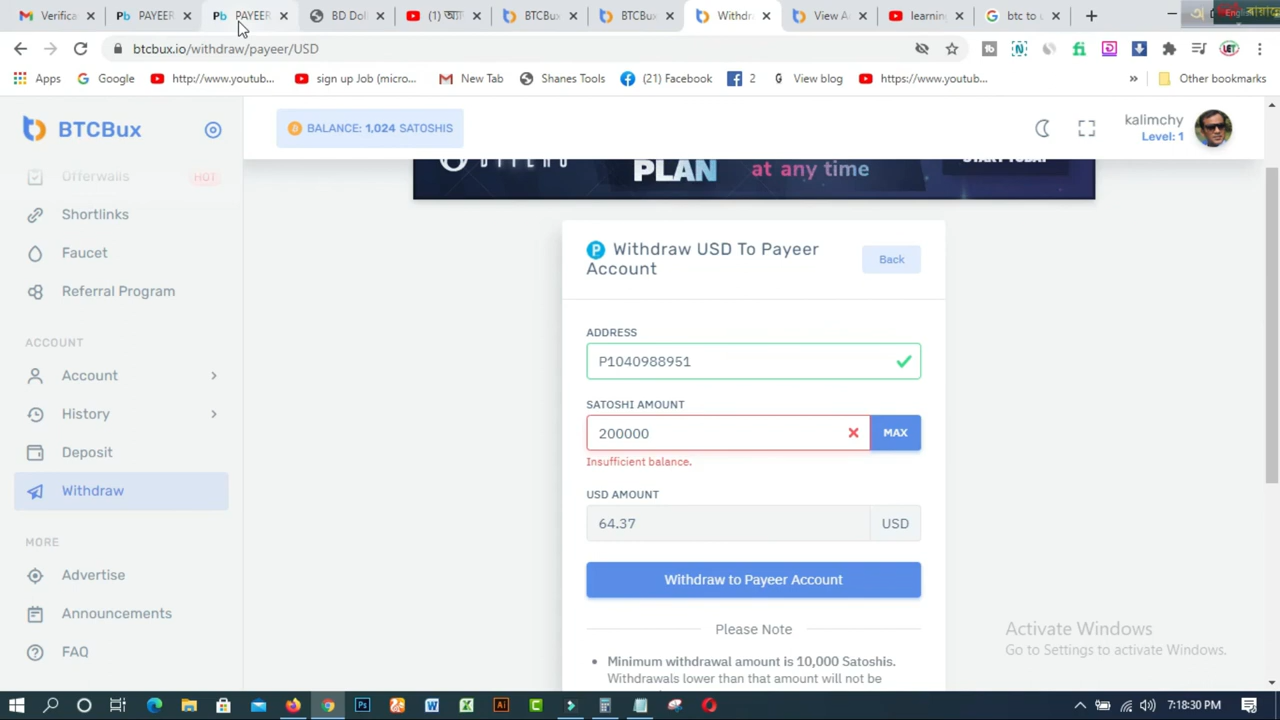 Verifica
PAYEER
PAYEER
BD Dol
BTCBux
BTCBux
Withdr
View A
learning
btc to u
btcbux.io/withdraw/payeer/USD
Apps
Google
http://www.youtub...
sign up Job (micro...
New Tab
Shanes Tools
(21) Facebook
2
View blog
https://www.youtub...
»
Other bookmarks
BTCBux
BALANCE: 1,024 SATOSHIS
kalimchy
Level: 1
PLAN at any time
Offerwalls HOT
Shortlinks
Faucet
Referral Program
ACCOUNT
Account
History
Deposit
Withdraw
MORE
Advertise
Announcements
FAQ
Withdraw USD To Payeer
Account
Back
ADDRESS
P1040988951
SATOSHI AMOUNT
200000
MAX
Insufficient balance.
USD AMOUNT
64.37
USD
Withdraw to Payeer Account
Please Note
• Minimum withdrawal amount is 10,000 Satoshis.
Withdrawals lower than that amount will not be
Activate Windows
Go to Settings to activate Windows.
7:18:30 PM